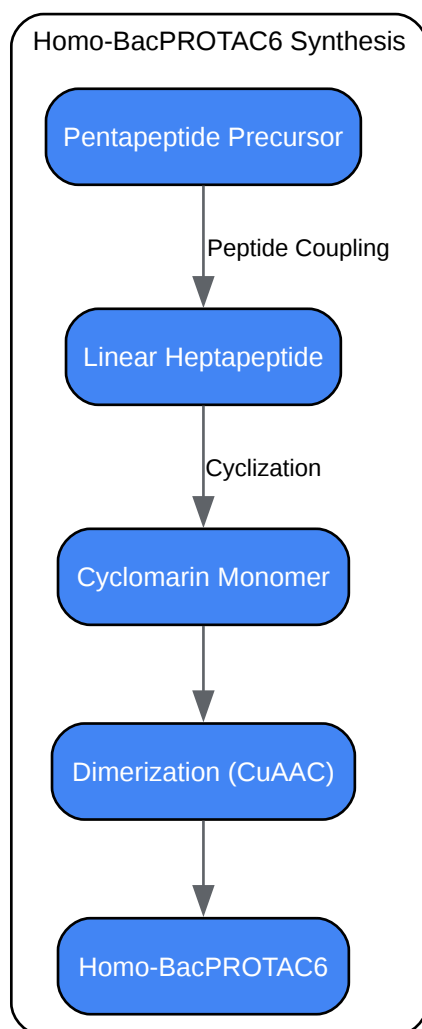 Homo-BacPROTAC6 Synthesis
Pentapeptide Precursor
Peptide Coupling
Linear Heptapeptide
Cyclization
Cyclomarin Monomer
Dimerization (CuAAC)
Homo-BacPROTAC6